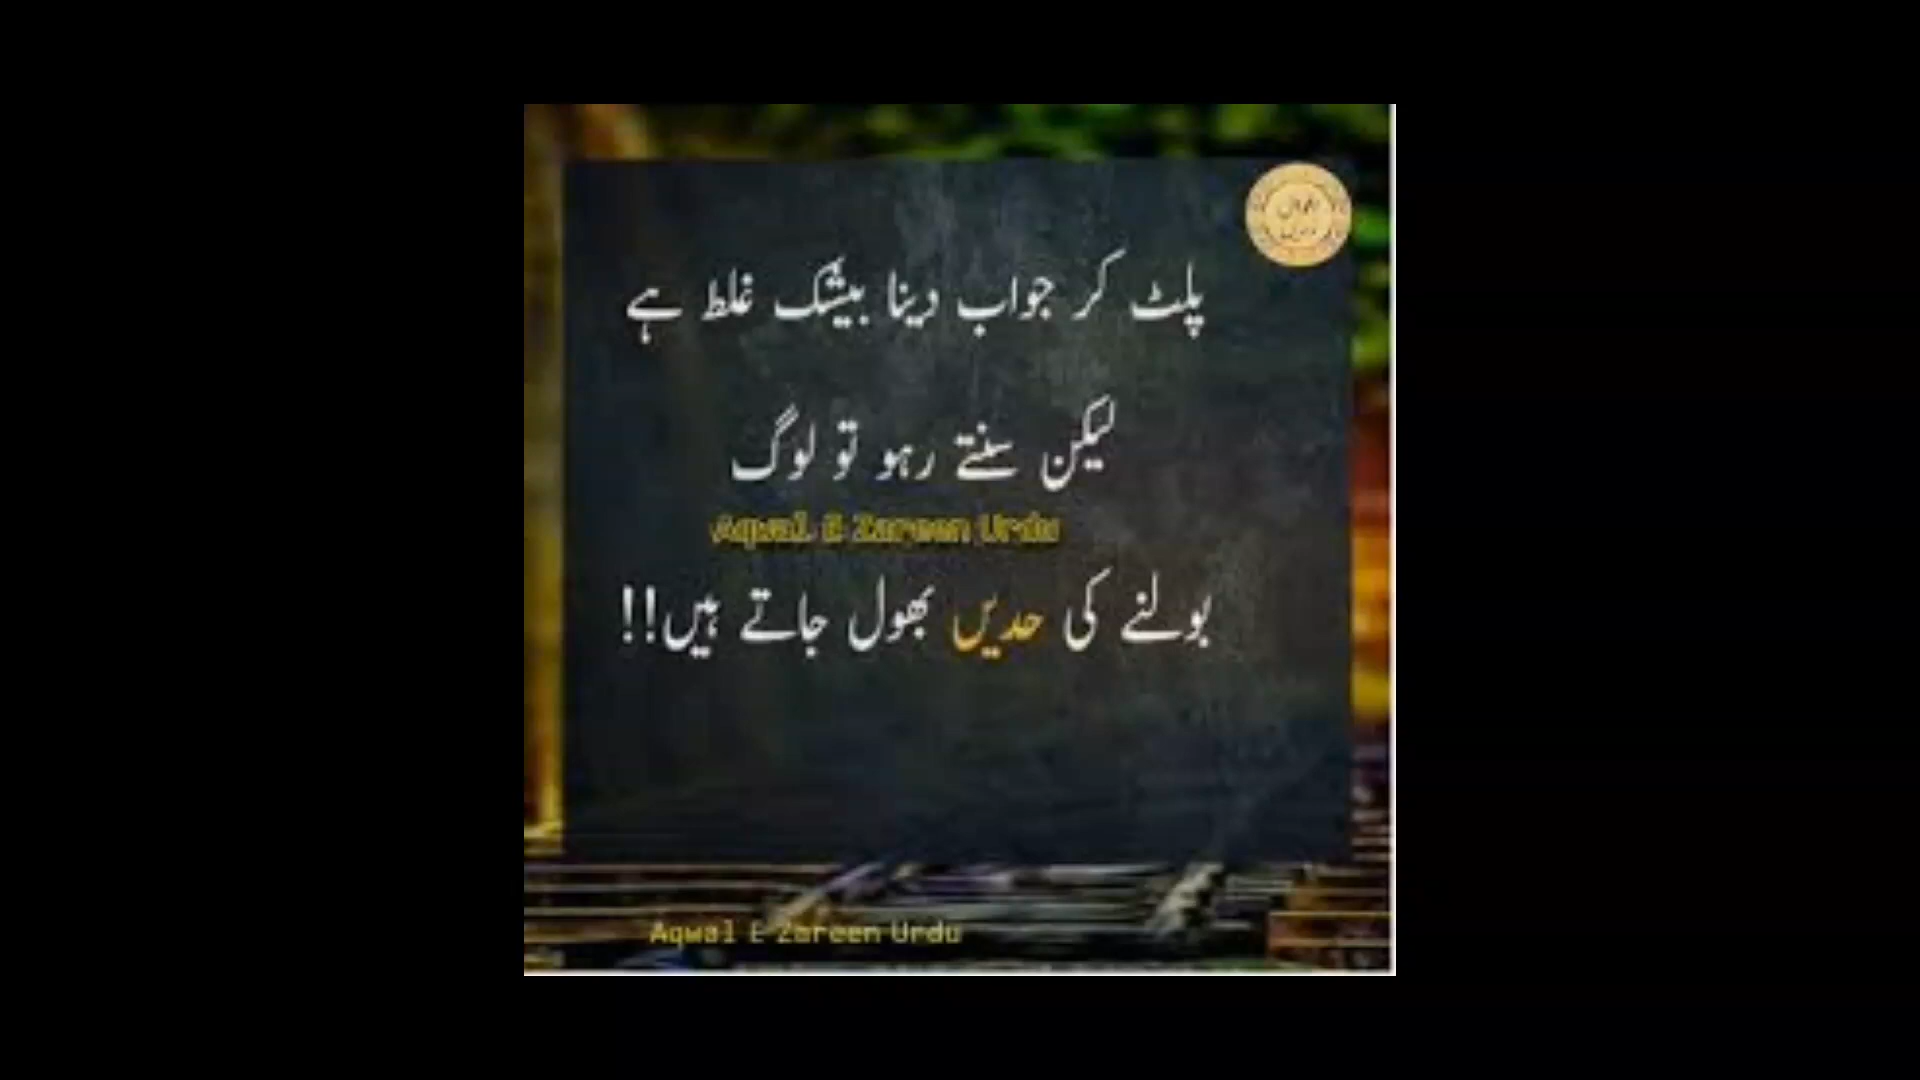 پلٹ کر جواب دینا بیشک غلط ہے
لیکن سنتے رہو تو لوگ
Aqwal E Zareen Urdu
بولنے کی حدیں بھول جاتے ہیں!!
Aqwal E Zareen Urdu